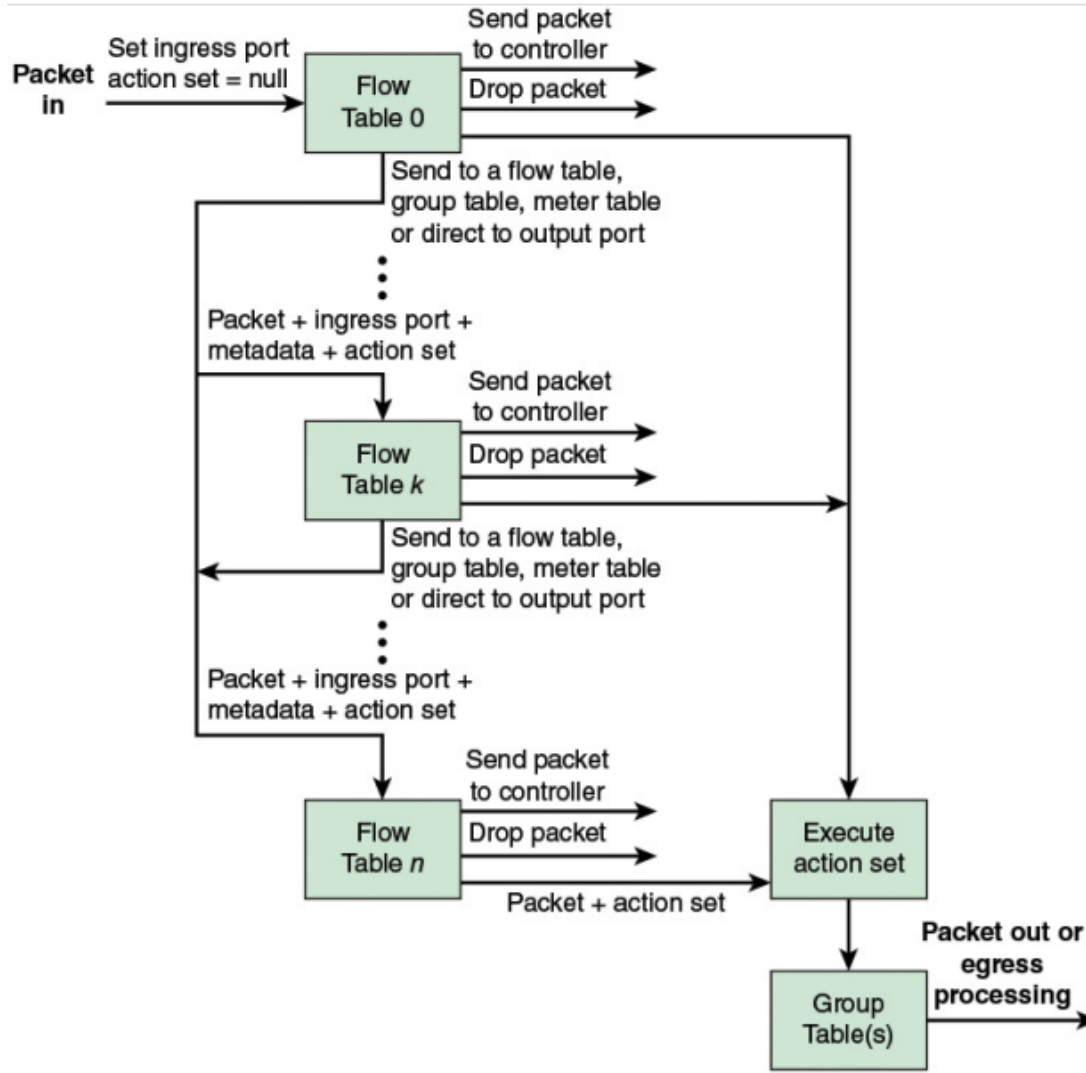 Packet
in
Set ingress port
action set = null
Flow
Table 0
Send packet
to controller
Drop packet
Send to a flow table,
group table, meter table
or direct to output port
Packet + ingress port +
metadata + action set
Flow
Table k
Send packet
to controller
Drop packet
Send to a flow table,
group table, meter table
or direct to output port
Packet + ingress port +
metadata + action set
Flow
Table n
Send packet
to controller
Drop packet
Packet + action set
Execute
action set
Group
Table(s)
Packet out or
egress
processing